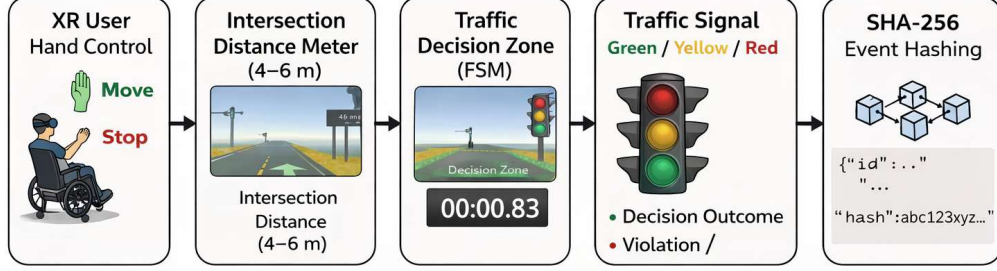 XR User
Hand Control
Move
Stop
Intersection
Distance Meter
(4–6 m)
Intersection
Distance
(4–6 m)
Traffic
Decision Zone
(FSM)
Decision Zone
00:00.83
Traffic Signal
Green / Yellow / Red
• Decision Outcome
• Violation /
SHA-256
Event Hashing
{"id":.."
"...
"hash":abc123xyz..."